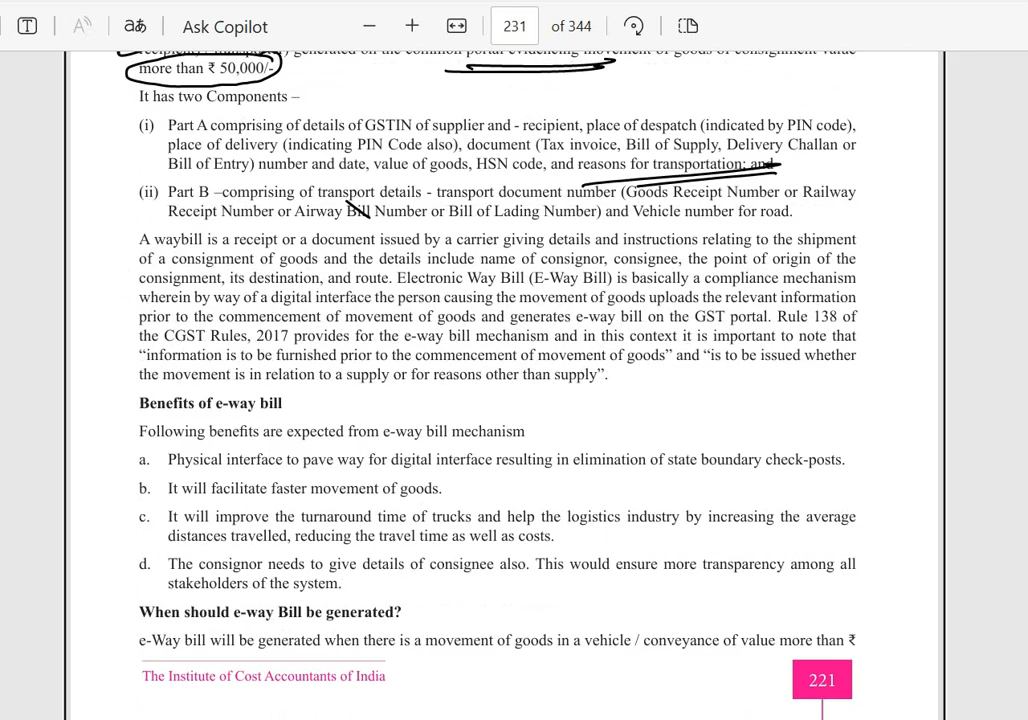 Ask Copilot
231 of 344
recipient / transporter) generated on the common portal evidencing movement of goods of consignment value
more than ₹ 50,000/-
It has two Components –
(i) Part A comprising of details of GSTIN of supplier and - recipient, place of despatch (indicated by PIN code),
place of delivery (indicating PIN Code also), document (Tax invoice, Bill of Supply, Delivery Challan or
Bill of Entry) number and date, value of goods, HSN code, and reasons for transportation; and
(ii) Part B –comprising of transport details - transport document number (Goods Receipt Number or Railway
Receipt Number or Airway Bill Number or Bill of Lading Number) and Vehicle number for road.
A waybill is a receipt or a document issued by a carrier giving details and instructions relating to the shipment
of a consignment of goods and the details include name of consignor, consignee, the point of origin of the
consignment, its destination, and route. Electronic Way Bill (E-Way Bill) is basically a compliance mechanism
wherein by way of a digital interface the person causing the movement of goods uploads the relevant information
prior to the commencement of movement of goods and generates e-way bill on the GST portal. Rule 138 of
the CGST Rules, 2017 provides for the e-way bill mechanism and in this context it is important to note that
“information is to be furnished prior to the commencement of movement of goods” and “is to be issued whether
the movement is in relation to a supply or for reasons other than supply”.
Benefits of e-way bill
Following benefits are expected from e-way bill mechanism
a. Physical interface to pave way for digital interface resulting in elimination of state boundary check-posts.
b. It will facilitate faster movement of goods.
c. It will improve the turnaround time of trucks and help the logistics industry by increasing the average
distances travelled, reducing the travel time as well as costs.
d. The consignor needs to give details of consignee also. This would ensure more transparency among all
stakeholders of the system.
When should e-way Bill be generated?
e-Way bill will be generated when there is a movement of goods in a vehicle / conveyance of value more than ₹
The Institute of Cost Accountants of India
221